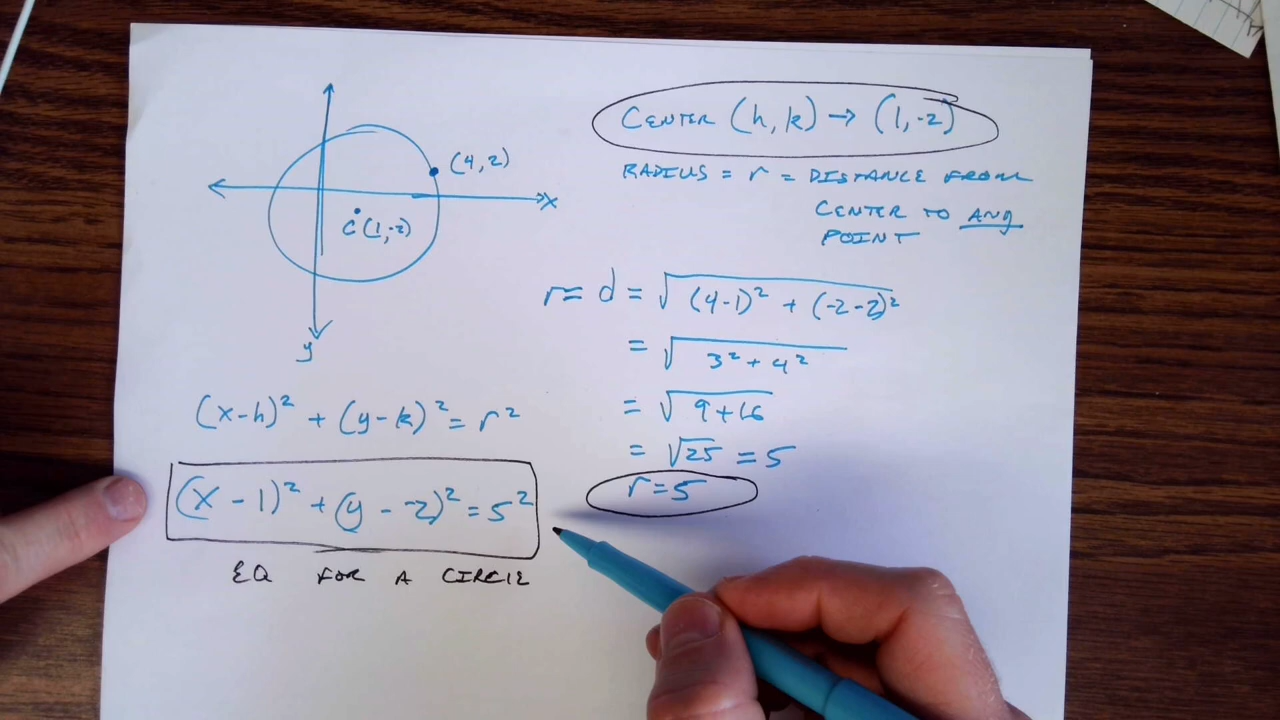 (4,2)
x
C(1,-2)
y
(x-h)² + (y-k)² = r²
(x - 1)² + (y - -2)² = 5²
EQ FOR A CIRCLE
CENTER (h,k) → (1,-2)
RADIUS = r = DISTANCE FROM
CENTER TO ANY
POINT
r = d = √(4-1)² + (-2-2)²
= √3² + 4²
= √9+16
= √25 = 5
r=5